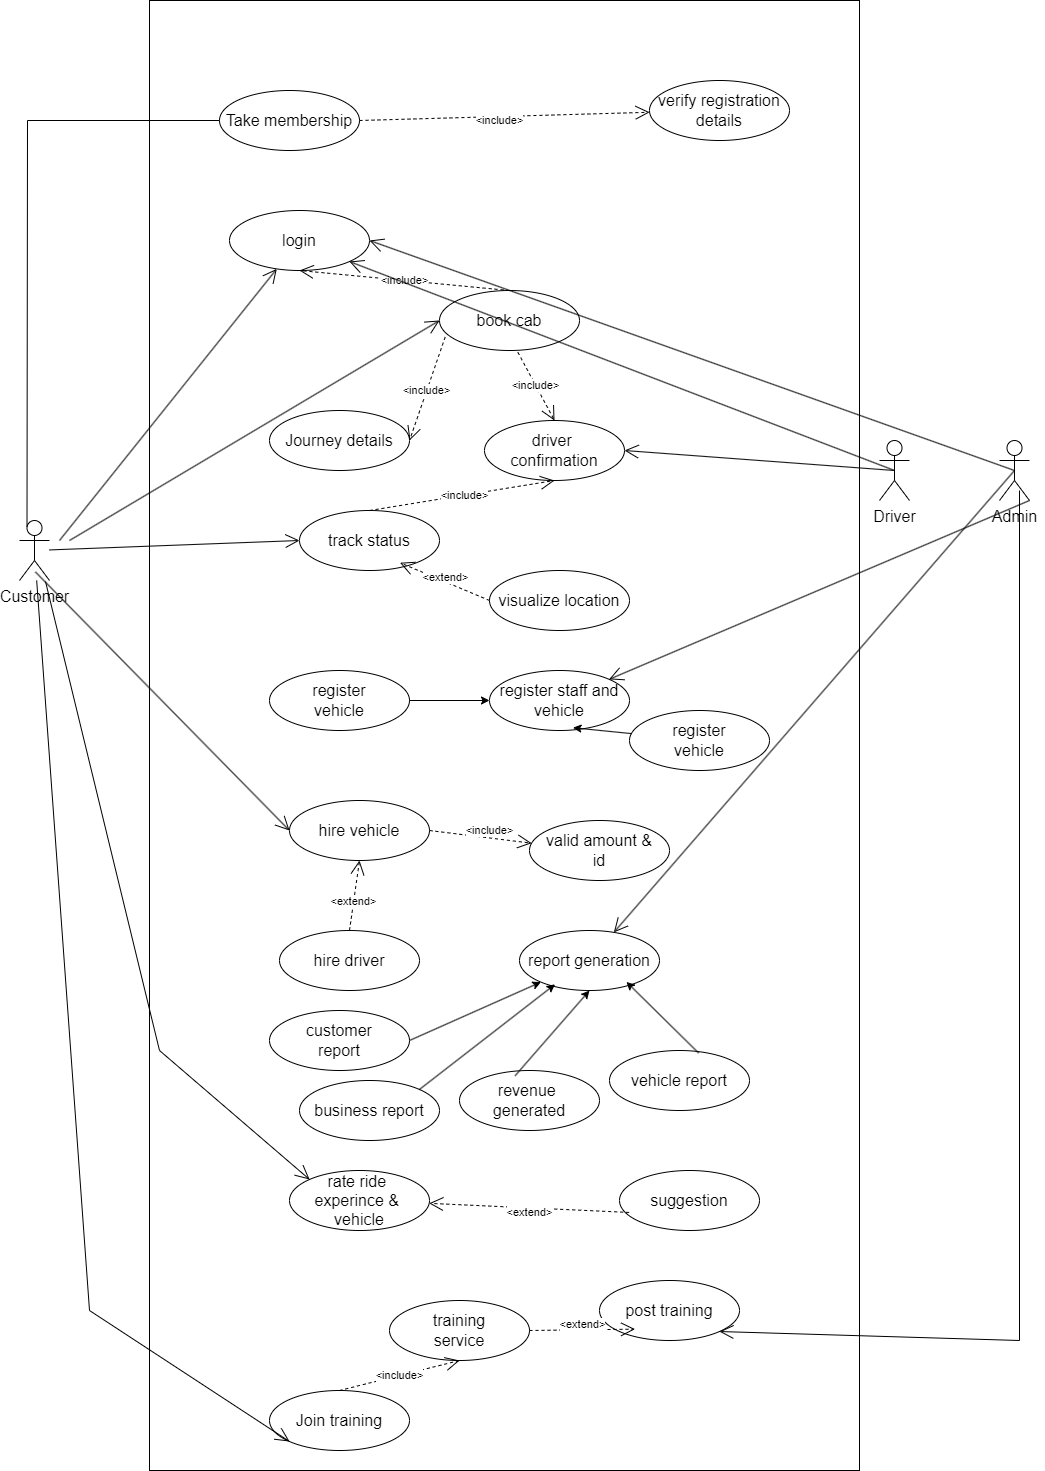 verify registration
details
Take membership
<include>
login
<include>
book cab
<include>
<include>
Journey details
driver
confirmation
<include>
Driver
Admin
track status
<extend>
Customer
visualize location
register
vehicle
register staff and
vehicle
register
vehicle
hire vehicle
<include>
valid amount &
id
<extend>
hire driver
report generation
customer
report
business report
revenue
generated
vehicle report
rate ride
experince &
vehicle
<extend>
suggestion
training
service
<extend>
post training
<include>
Join training